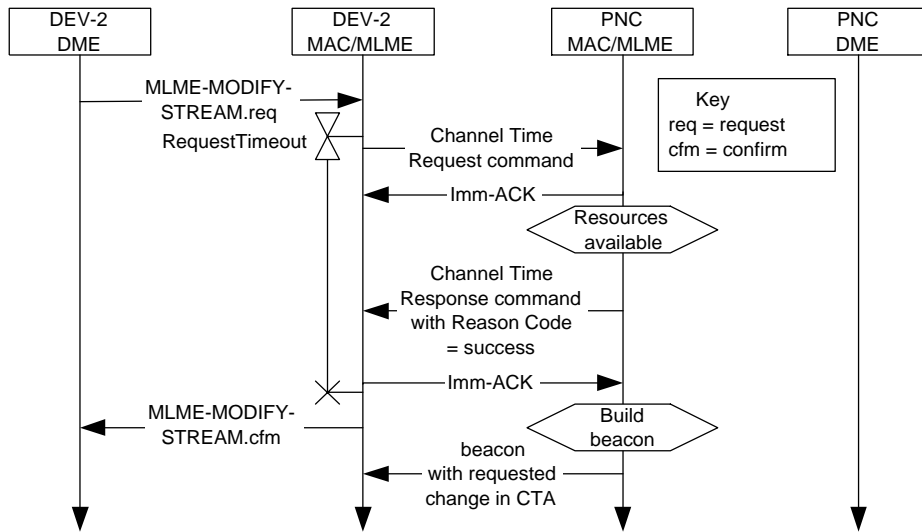 DEV-2
DME
DEV-2
MAC/MLME
PNC
MAC/MLME
PNC
DME
MLME-MODIFY-
STREAM.req
RequestTimeout
Key
req = request
cfm = confirm
Channel Time
Request command
Imm-ACK
Resources
available
Channel Time
Response command
with Reason Code
= success
Imm-ACK
MLME-MODIFY-
STREAM.cfm
Build
beacon
beacon
with requested
change in CTA